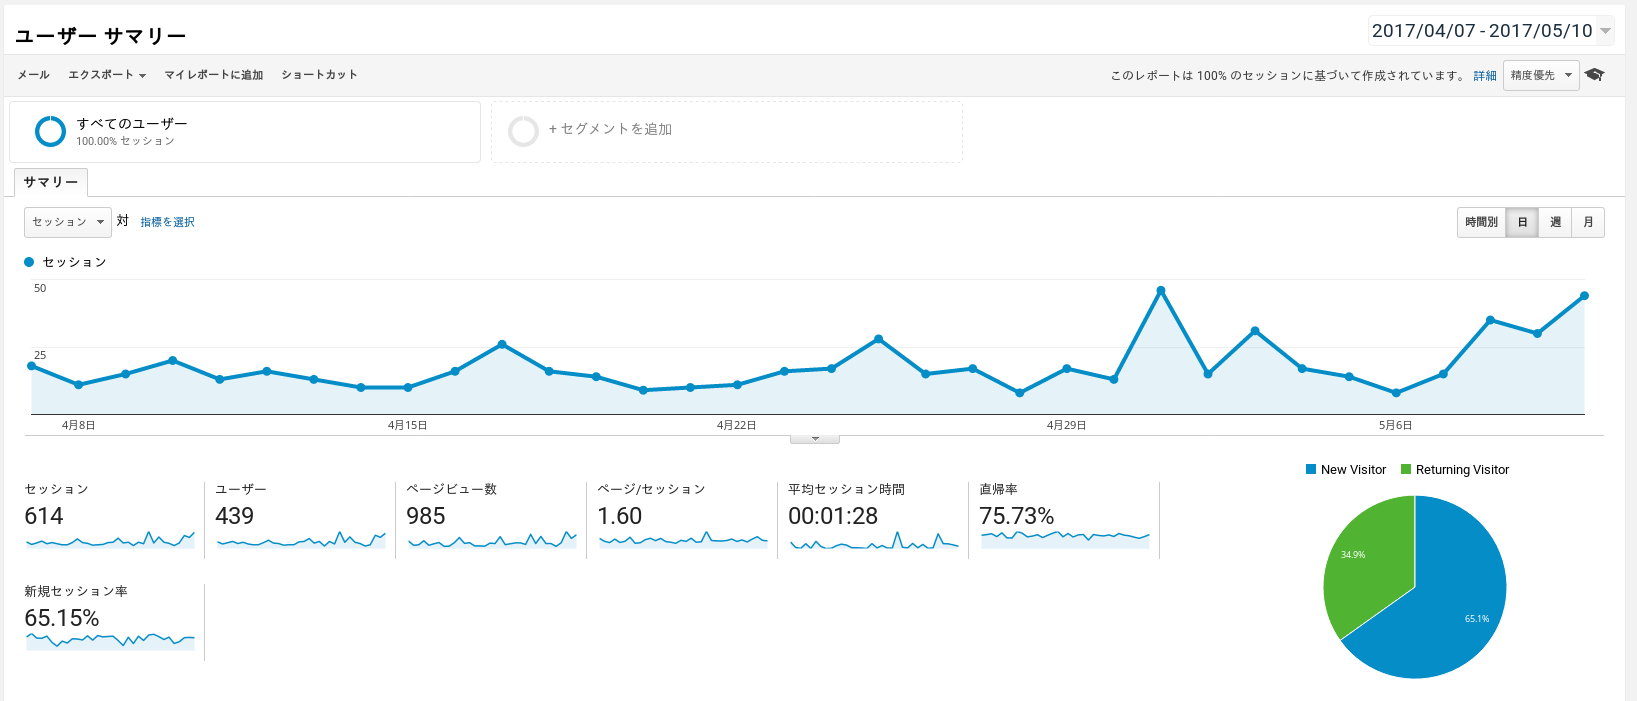 ユーザー サマリー
2017/04/07 - 2017/05/10
メール エクスポート マイレポートに追加 ショートカット
このレポートは 100% のセッションに基づいて作成されています。 詳細 精度優先
すべてのユーザー
100.00% セッション
+ セグメントを追加
サマリー
セッション 対 指標を選択
時間別 日 週 月
セッション
50
25
4月8日 4月15日 4月22日 4月29日 5月6日
New Visitor Returning Visitor
セッション
614
ユーザー
439
ページビュー数
985
ページ/セッション
1.60
平均セッション時間
00:01:28
直帰率
75.73%
新規セッション率
65.15%
34.9%
65.1%